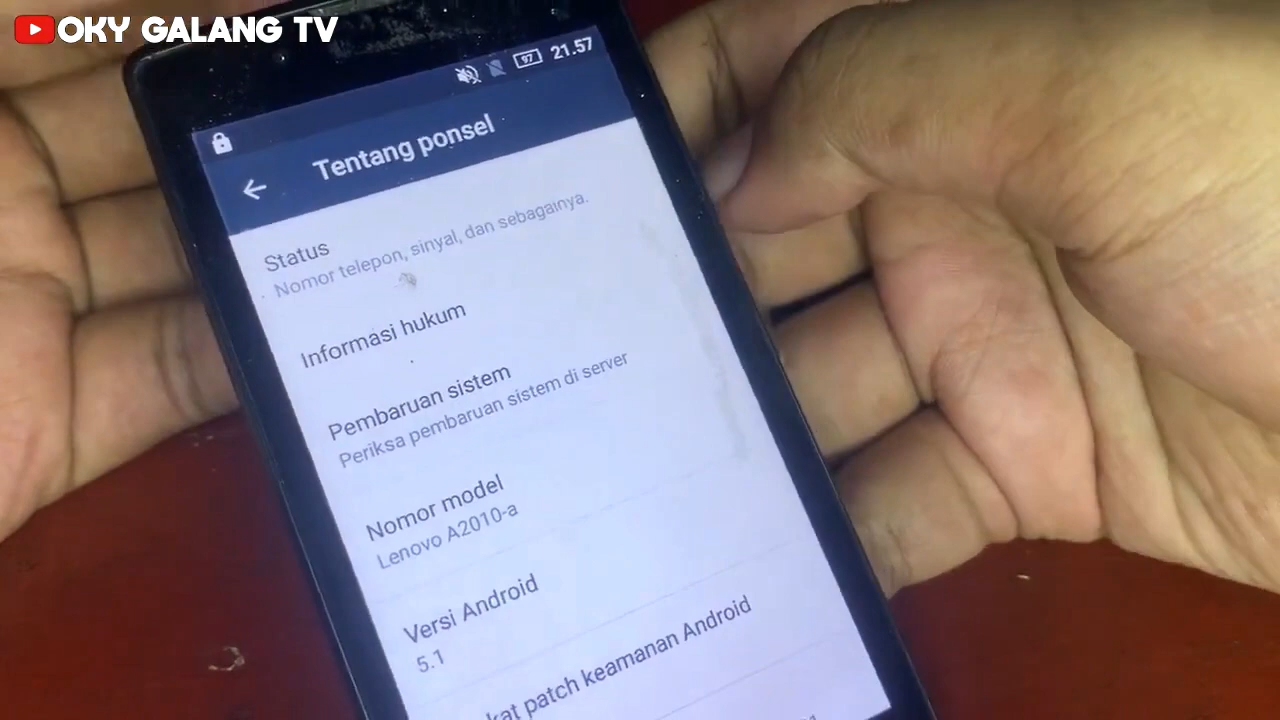 OKY GALANG TV
97 21.57
Tentang ponsel
Status
Nomor telepon, sinyal, dan sebagainya.
Informasi hukum
Pembaruan sistem
Periksa pembaruan sistem di server
Nomor model
Lenovo A2010-a
Versi Android
5.1
patch keamanan Android